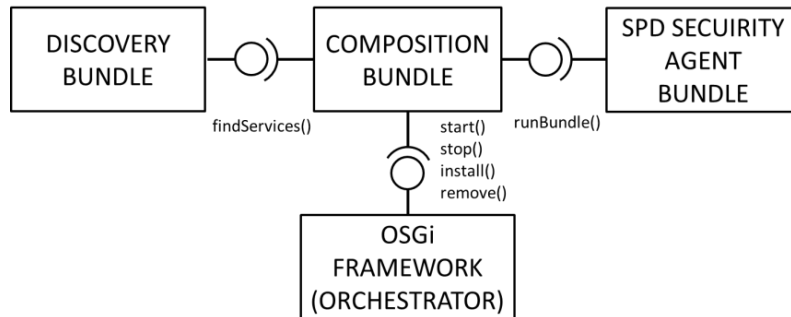 DISCOVERY
BUNDLE
COMPOSITION
BUNDLE
SPD SECUIRITY
AGENT
BUNDLE
findServices()
start()
stop()
install()
remove()
runBundle()
OSGi
FRAMEWORK
(ORCHESTRATOR)